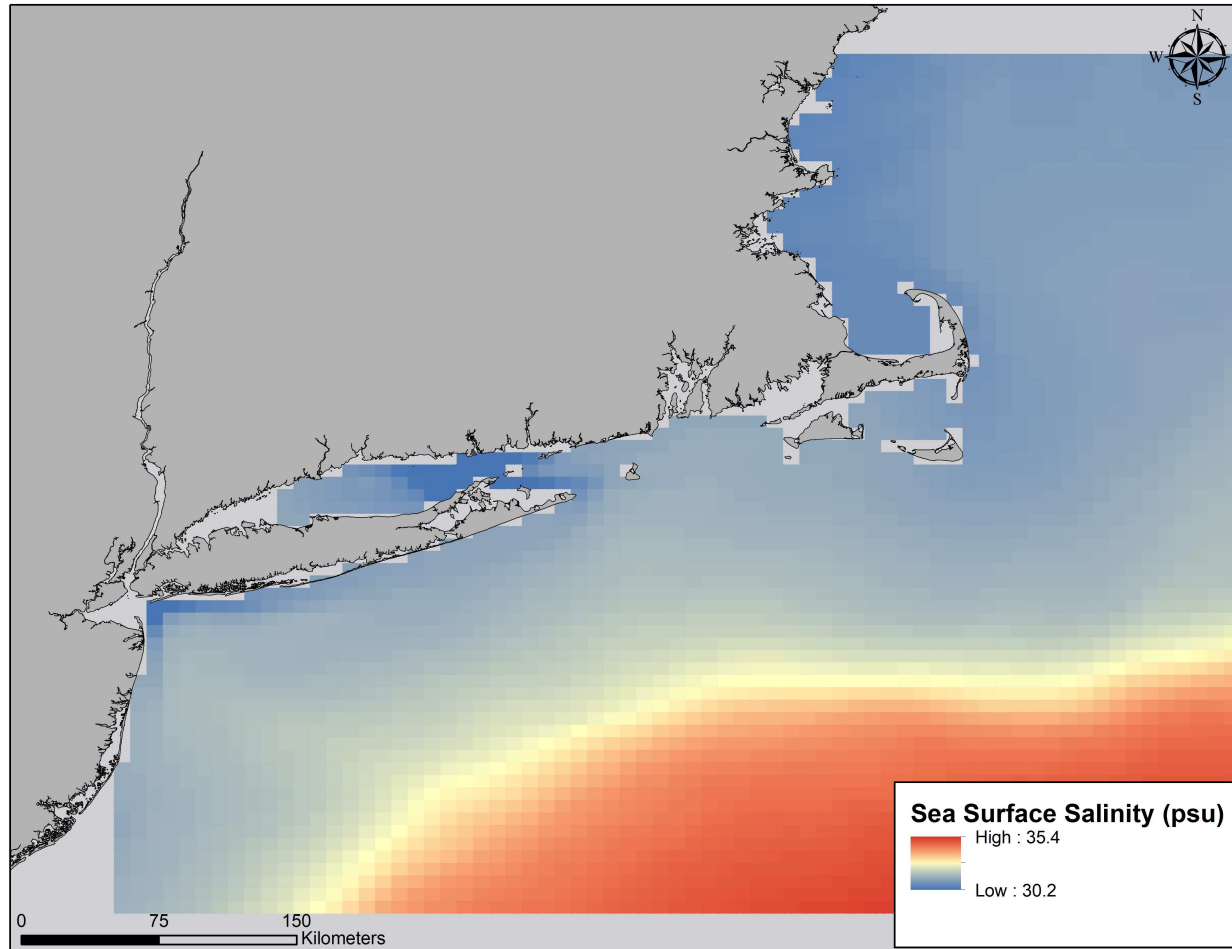 N
W
S
Sea Surface Salinity (psu)
High : 35.4
Low : 30.2
0 75 150
Kilometers